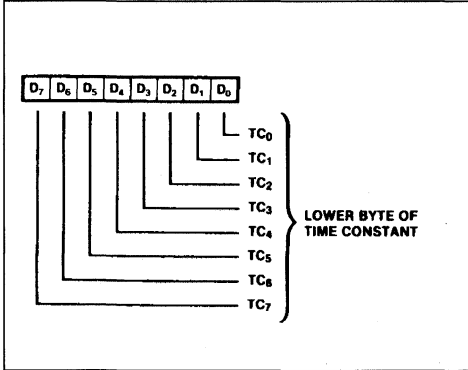 D7 D6 D5 D4 D3 D2 D1 D0
TC0
TC1
TC2
TC3
TC4
TC5
TC6
TC7
LOWER BYTE OF
TIME CONSTANT